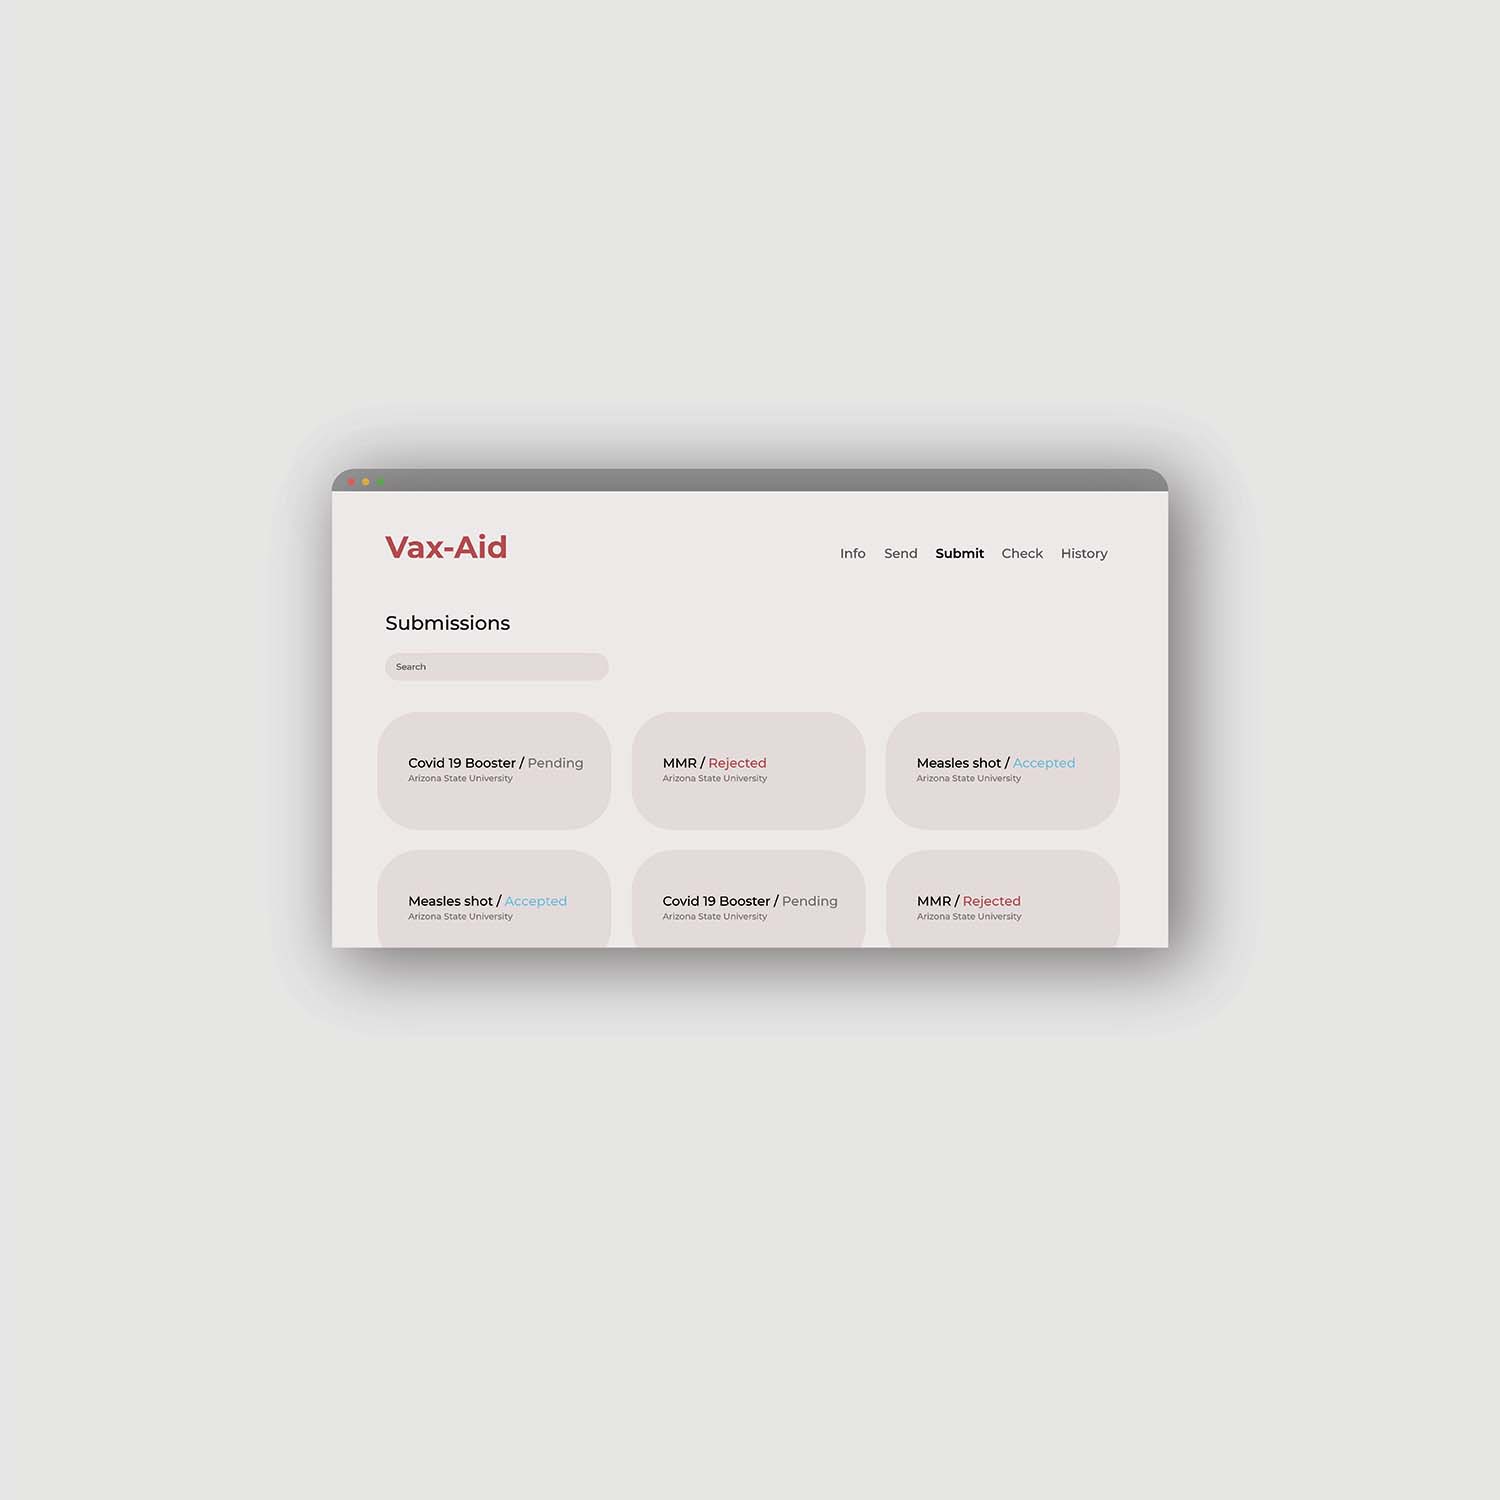 Vax-Aid
Info Send Submit Check History
Submissions
Search
Covid 19 Booster / Pending
Arizona State University
MMR / Rejected
Arizona State University
Measles shot / Accepted
Arizona State University
Measles shot / Accepted
Arizona State University
Covid 19 Booster / Pending
Arizona State University
MMR / Rejected
Arizona State University